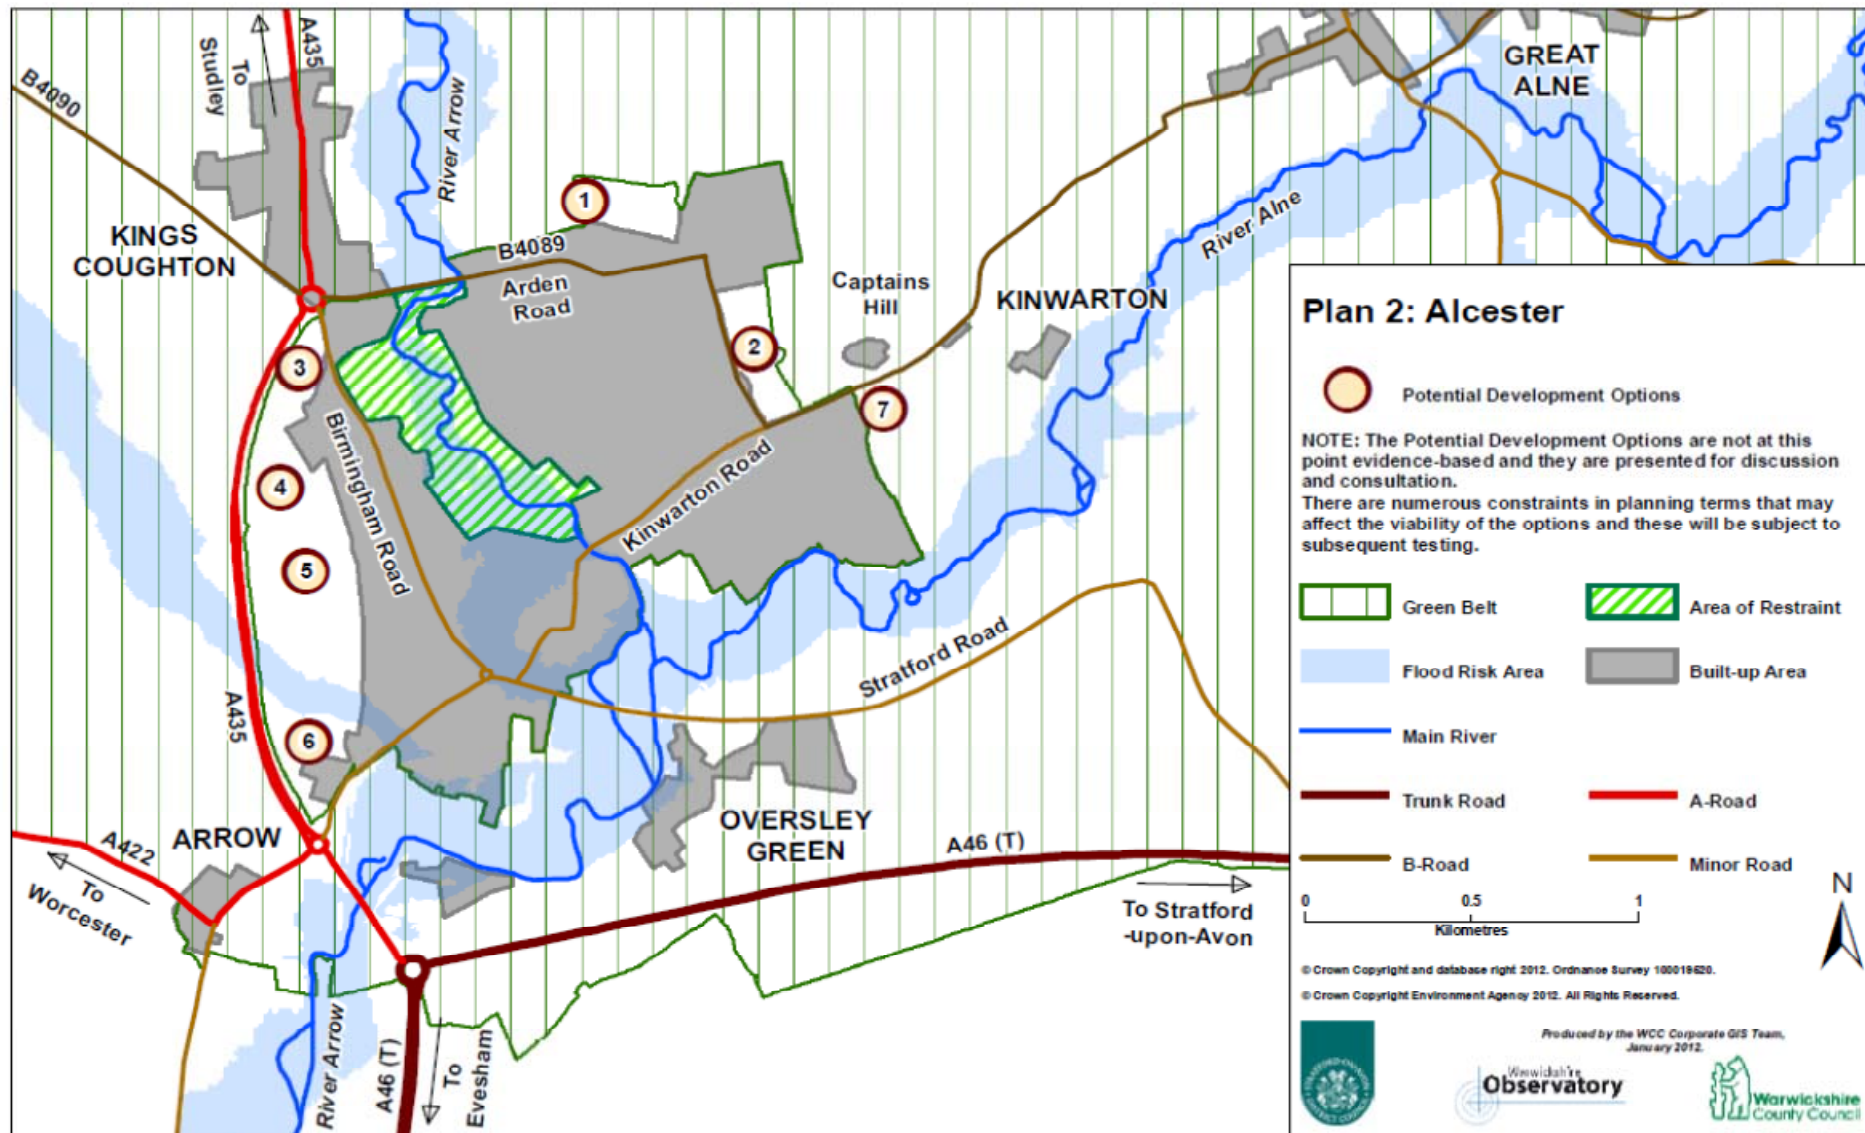 A435
To
Studley
B4090
River Arrow
GREAT
ALNE
1
KINGS
COUGHTON
B4089
Arden
Road
River Alne
Captains
Hill
KINWARTON
3
2
7
Birmingham Road
4
Kinwarton Road
5
Stratford Road
A435
6
ARROW
A422
To
Worcester
OVERSLEY
GREEN
A46 (T)
To Stratford
-upon-Avon
River Arrow
A46 (T)
To
Evesham
Plan 2: Alcester
Potential Development Options
NOTE: The Potential Development Options are not at this
point evidence-based and they are presented for discussion
and consultation.
There are numerous constraints in planning terms that may
affect the viability of the options and these will be subject to
subsequent testing.
Green Belt
Area of Restraint
Flood Risk Area
Built-up Area
Main River
Trunk Road
A-Road
B-Road
Minor Road
0 0.5 1
Kilometres
N
© Crown Copyright and database right 2012. Ordnance Survey 100019520.
© Crown Copyright Environment Agency 2012. All Rights Reserved.
Produced by the WCC Corporate GIS Team,
January 2012.
STRATFORD-ON-AVON
DISTRICT COUNCIL
Warwickshire
Observatory
Warwickshire
County Council